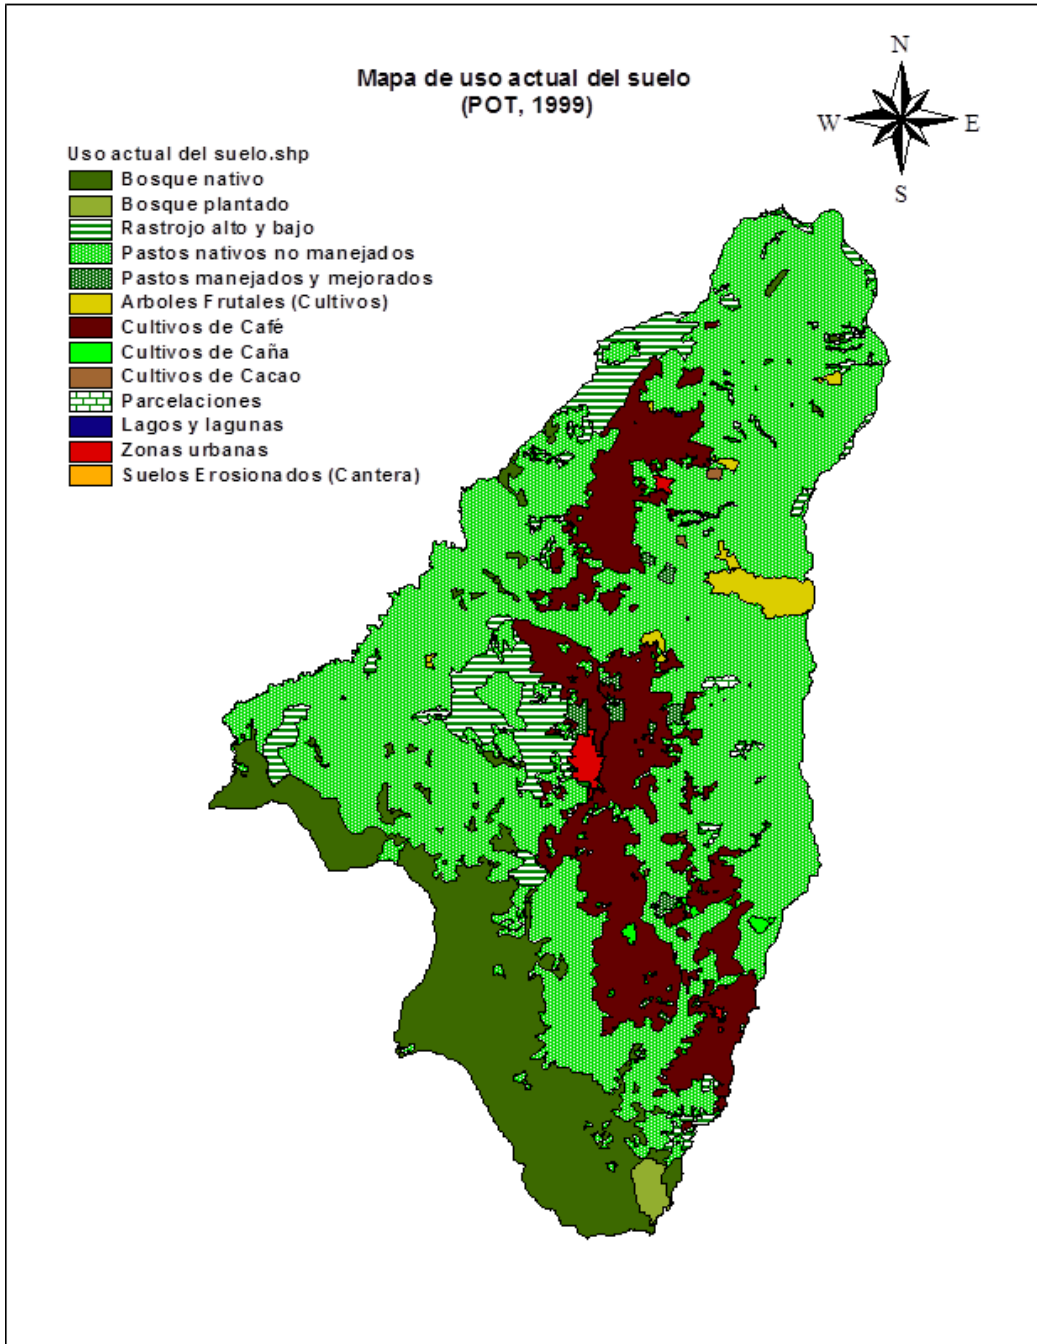 Mapa de uso actual del suelo
(POT, 1999)
N
W
E
S
Uso actual del suelo.shp
Bosque nativo
Bosque plantado
Rastrojo alto y bajo
Pastos nativos no manejados
Pastos manejados y mejorados
Arboles Frutales (Cultivos)
Cultivos de Café
Cultivos de Caña
Cultivos de Cacao
Parcelaciones
Lagos y lagunas
Zonas urbanas
Suelos Erosionados (Cantera)